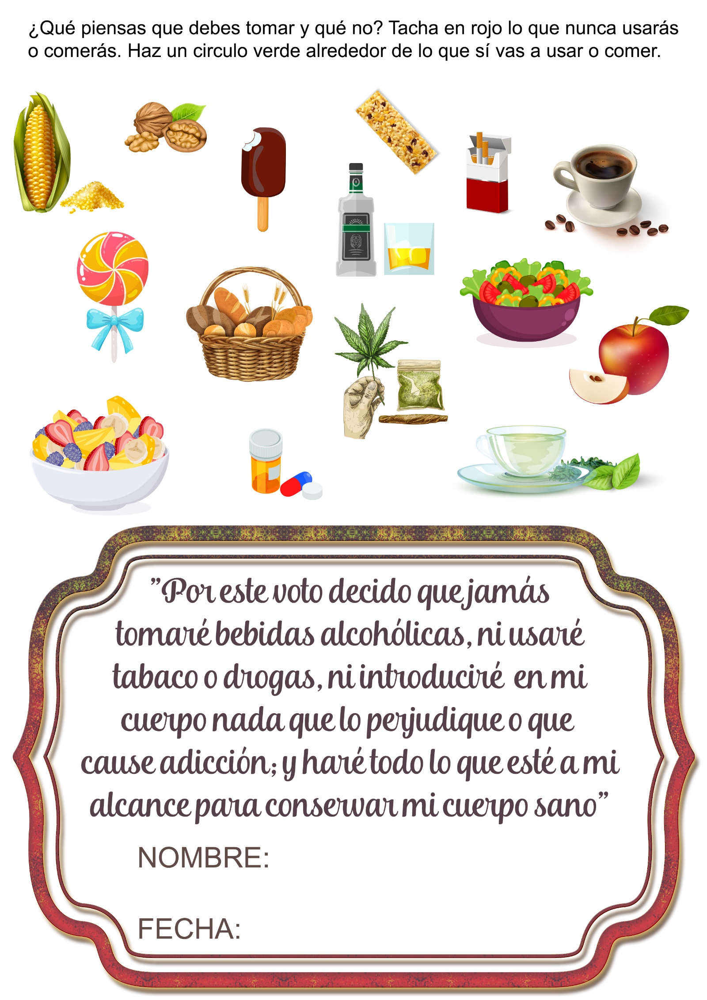 ¿Qué piensas que debes tomar y qué no? Tacha en rojo lo que nunca usarás
o comerás. Haz un circulo verde alrededor de lo que sí vas a usar o comer.
”Por este voto decido que jamás
tomaré bebidas alcohólicas, ni usaré
tabaco o drogas, ni introduciré en mi
cuerpo nada que lo perjudique o que
cause adicción; y haré todo lo que esté a mi
alcance para conservar mi cuerpo sano”
NOMBRE:
FECHA: